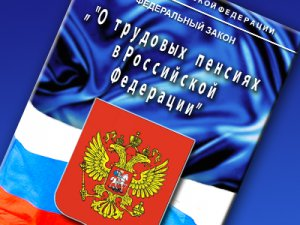 ФЕДЕРАЦИИ
ФЕДЕРАЛЬНЫЙ ЗАКОН
"О трудовых пенсиях
в Российской
Федерации"